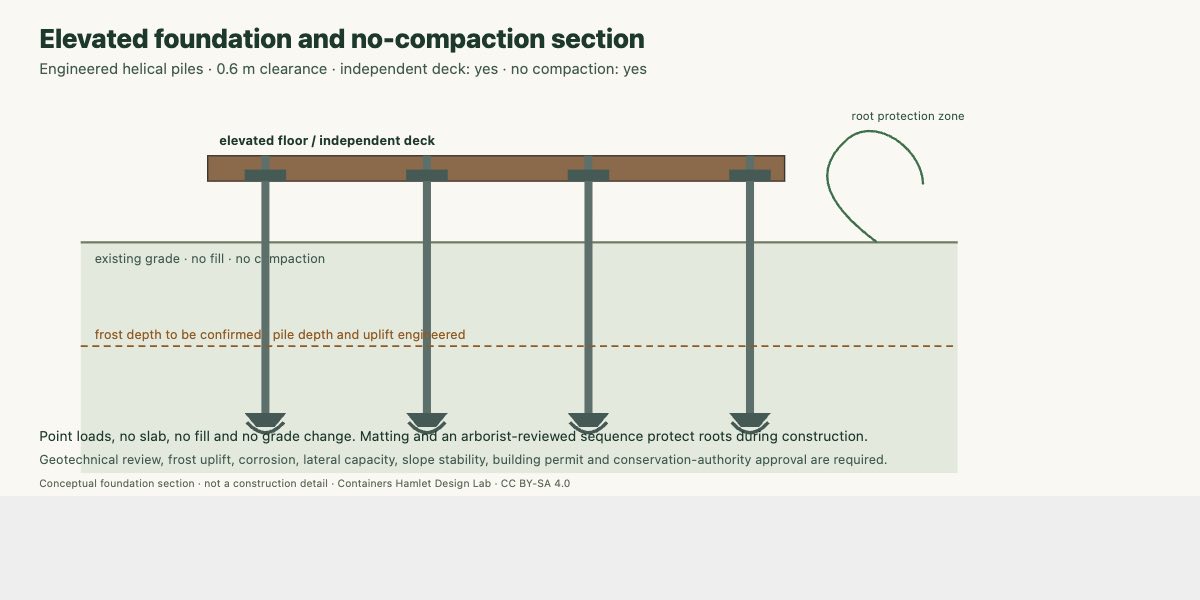 Elevated foundation and no-compaction section
Engineered helical piles · 0.6 m clearance · independent deck: yes · no compaction: yes
root protection zone
elevated floor / independent deck
existing grade · no fill · no compaction
frost depth to be confirmed · pile depth and uplift engineered
Point loads, no slab, no fill and no grade change. Matting and an arborist-reviewed sequence protect roots during construction.
Geotechnical review, frost uplift, corrosion, lateral capacity, slope stability, building permit and conservation-authority approval are required.
Conceptual foundation section · not a construction detail · Containers Hamlet Design Lab · CC BY-SA 4.0